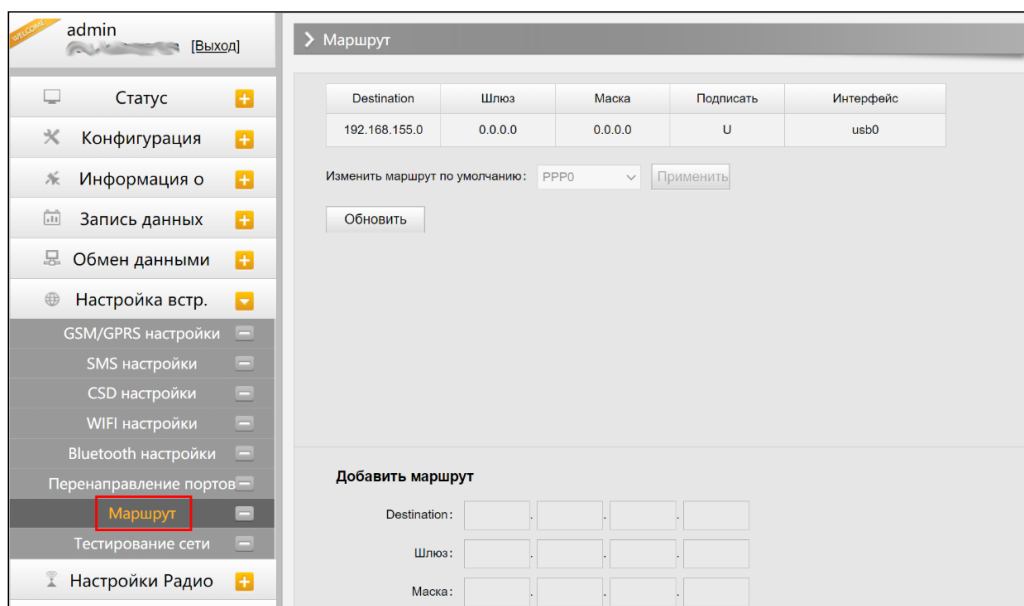 WELCOME
admin
[Выход]
Статус
Конфигурация
Информация о
Запись данных
Обмен данными
Настройка встр.
GSM/GPRS настройки
SMS настройки
CSD настройки
WIFI настройки
Bluetooth настройки
Перенаправление портов
Маршрут
Тестирование сети
Настройки Радио
Маршрут
Destination Шлюз Маска Подписать Интерфейс
192.168.155.0 0.0.0.0 0.0.0.0 U usb0
Изменить маршрут по умолчанию: PPP0 Применить
Обновить
Добавить маршрут
Destination: . . .
Шлюз: . . .
Маска: . . .